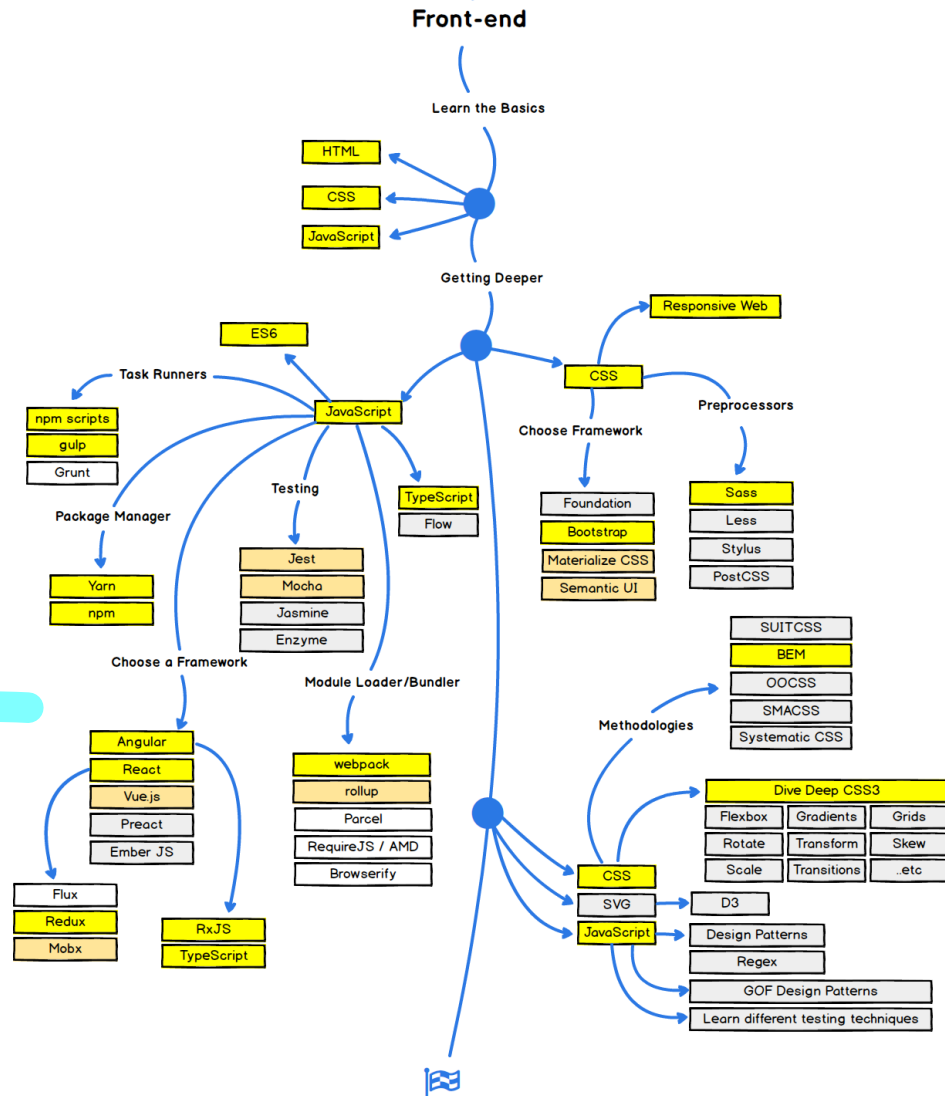 Front-end
Learn the Basics
HTML
CSS
JavaScript
Getting Deeper
Responsive Web
ES6
Task Runners
CSS
JavaScript
Preprocessors
npm scripts
gulp
Grunt
Choose Framework
Testing
TypeScript
Flow
Package Manager
Foundation
Bootstrap
Materialize CSS
Semantic UI
Sass
Less
Stylus
PostCSS
Jest
Mocha
Jasmine
Enzyme
Yarn
npm
SUITCSS
BEM
OOCSS
SMACSS
Systematic CSS
Choose a Framework
Module Loader/Bundler
Methodologies
Angular
React
Vue.js
Preact
Ember JS
webpack
rollup
Parcel
RequireJS / AMD
Browserify
Dive Deep CSS3
Flexbox Gradients Grids
Rotate Transform Skew
Scale Transitions ..etc
Flux
Redux
Mobx
RxJS
TypeScript
CSS
SVG
JavaScript
D3
Design Patterns
Regex
GOF Design Patterns
Learn different testing techniques